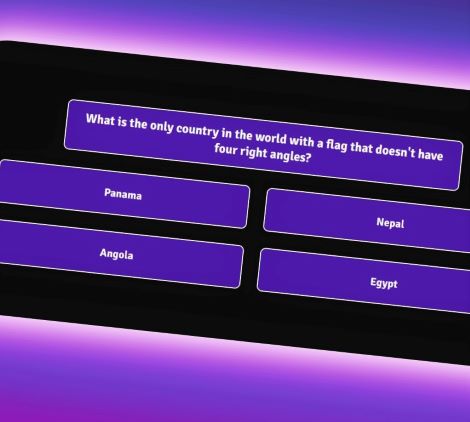 What is the only country in the world with a flag that doesn't have
four right angles?
Panama
Nepal
Angola
Egypt